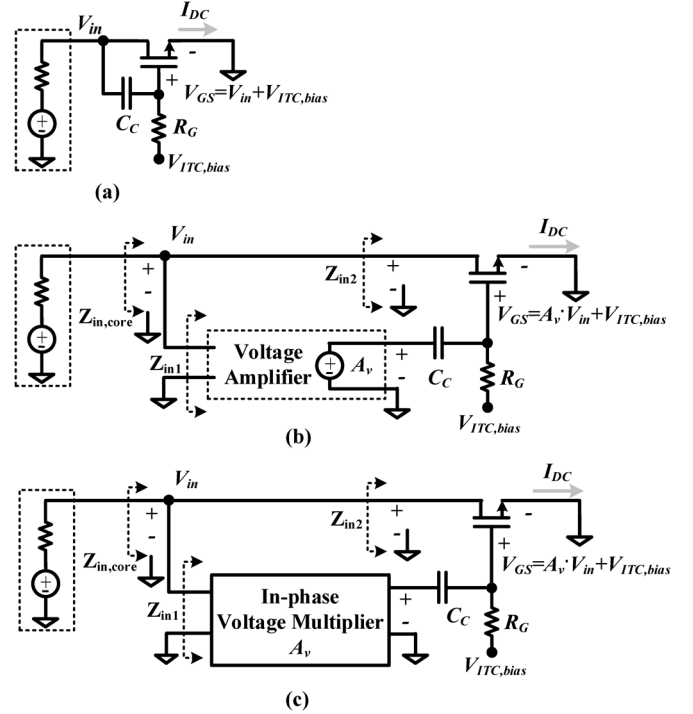 I_DC
V_in
-
+
V_GS=V_in+V_ITC,bias
C_C
R_G
V_ITC,bias
(a)
V_in
I_DC
+
-
Z_in2
+
-
-
+
Z_in,core
V_GS=A_v·V_in+V_ITC,bias
Z_in1
Voltage
Amplifier
A_v
+
-
C_C
R_G
V_ITC,bias
(b)
V_in
I_DC
+
-
Z_in2
+
-
-
+
Z_in,core
V_GS=A_v·V_in+V_ITC,bias
Z_in1
In-phase
Voltage Multiplier
A_v
+
-
C_C
R_G
V_ITC,bias
(c)